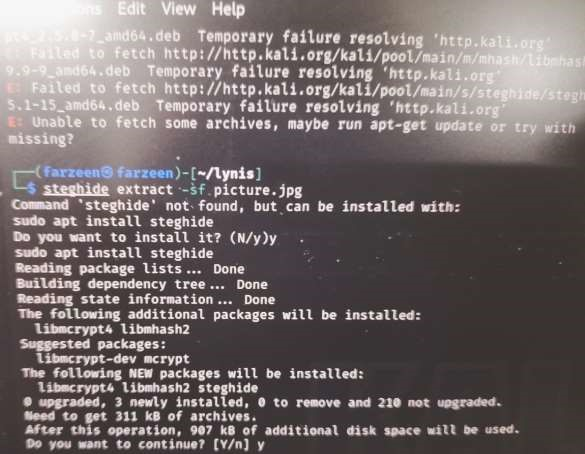 ons Edit View Help
pt4_2.5.8-7_amd64.deb Temporary failure resolving 'http.kali.org'
E: Failed to fetch http://http.kali.org/kali/pool/main/m/mhash/libmhas
9.9-9_amd64.deb Temporary failure resolving 'http.kali.org'
E: Failed to fetch http://http.kali.org/kali/pool/main/s/steghide/stegh
5.1-15_amd64.deb Temporary failure resolving 'http.kali.org'
E: Unable to fetch some archives, maybe run apt-get update or try with
missing?
┌──(farzeen㉿farzeen)-[~/lynis]
└─$ steghide extract -sf picture.jpg
Command 'steghide' not found, but can be installed with:
sudo apt install steghide
Do you want to install it? (N/y)y
sudo apt install steghide
Reading package lists... Done
Building dependency tree... Done
Reading state information... Done
The following additional packages will be installed:
libmcrypt4 libmhash2
Suggested packages:
libmcrypt-dev mcrypt
The following NEW packages will be installed:
libmcrypt4 libmhash2 steghide
0 upgraded, 3 newly installed, 0 to remove and 210 not upgraded.
Need to get 311 kB of archives.
After this operation, 907 kB of additional disk space will be used.
Do you want to continue? [Y/n] y